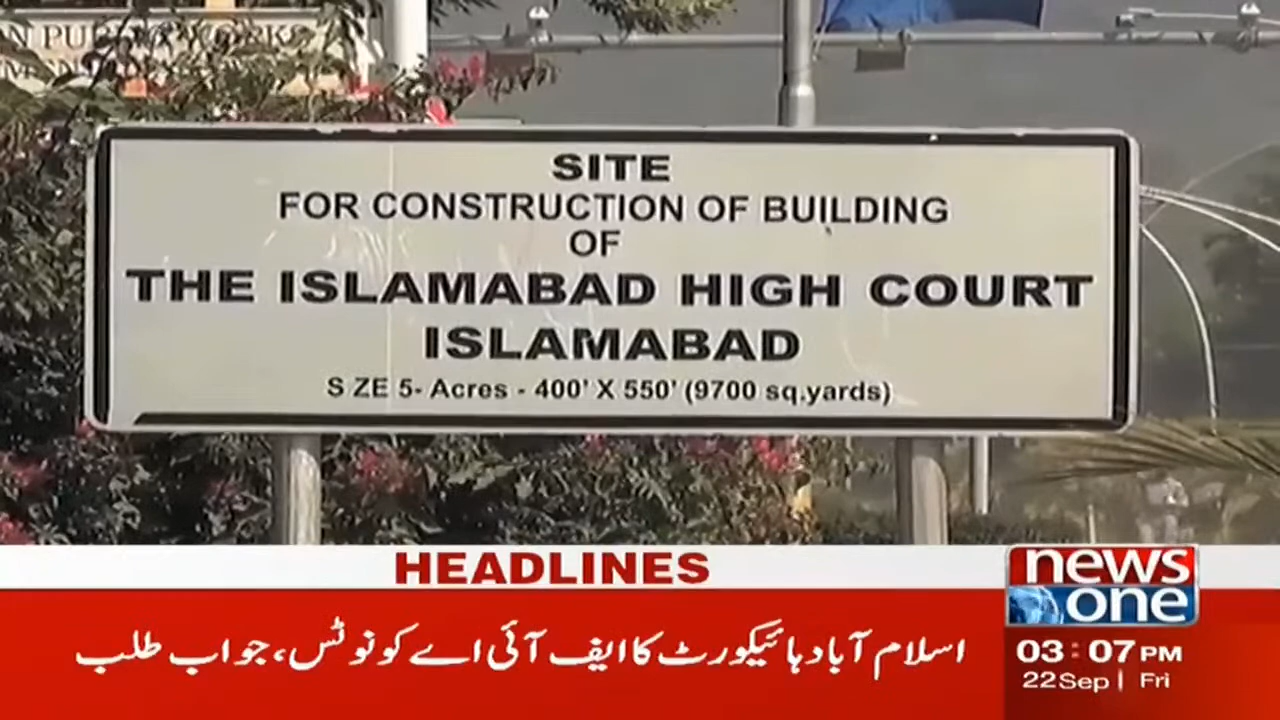 N PUBLIC WORKS
SITE
FOR CONSTRUCTION OF BUILDING
OF
THE ISLAMABAD HIGH COURT
ISLAMABAD
S ZE 5- Acres - 400' X 550' (9700 sq.yards)
HEADLINES
news
one
اسلام آباد ہائیکورٹ کا ایف آئی اے کو نوٹس، جواب طلب
03:07 PM
22Sep | Fri